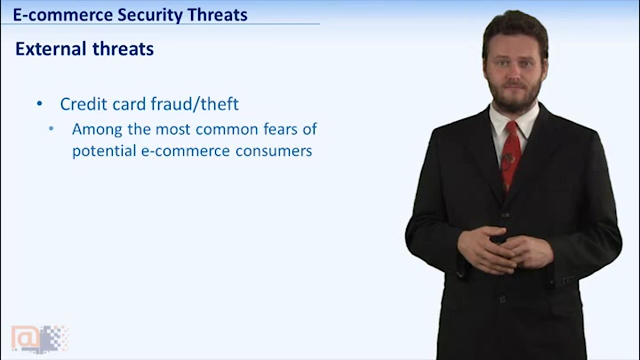 E-commerce Security Threats
External threats
• Credit card fraud/theft
• Among the most common fears of
potential e-commerce consumers
@